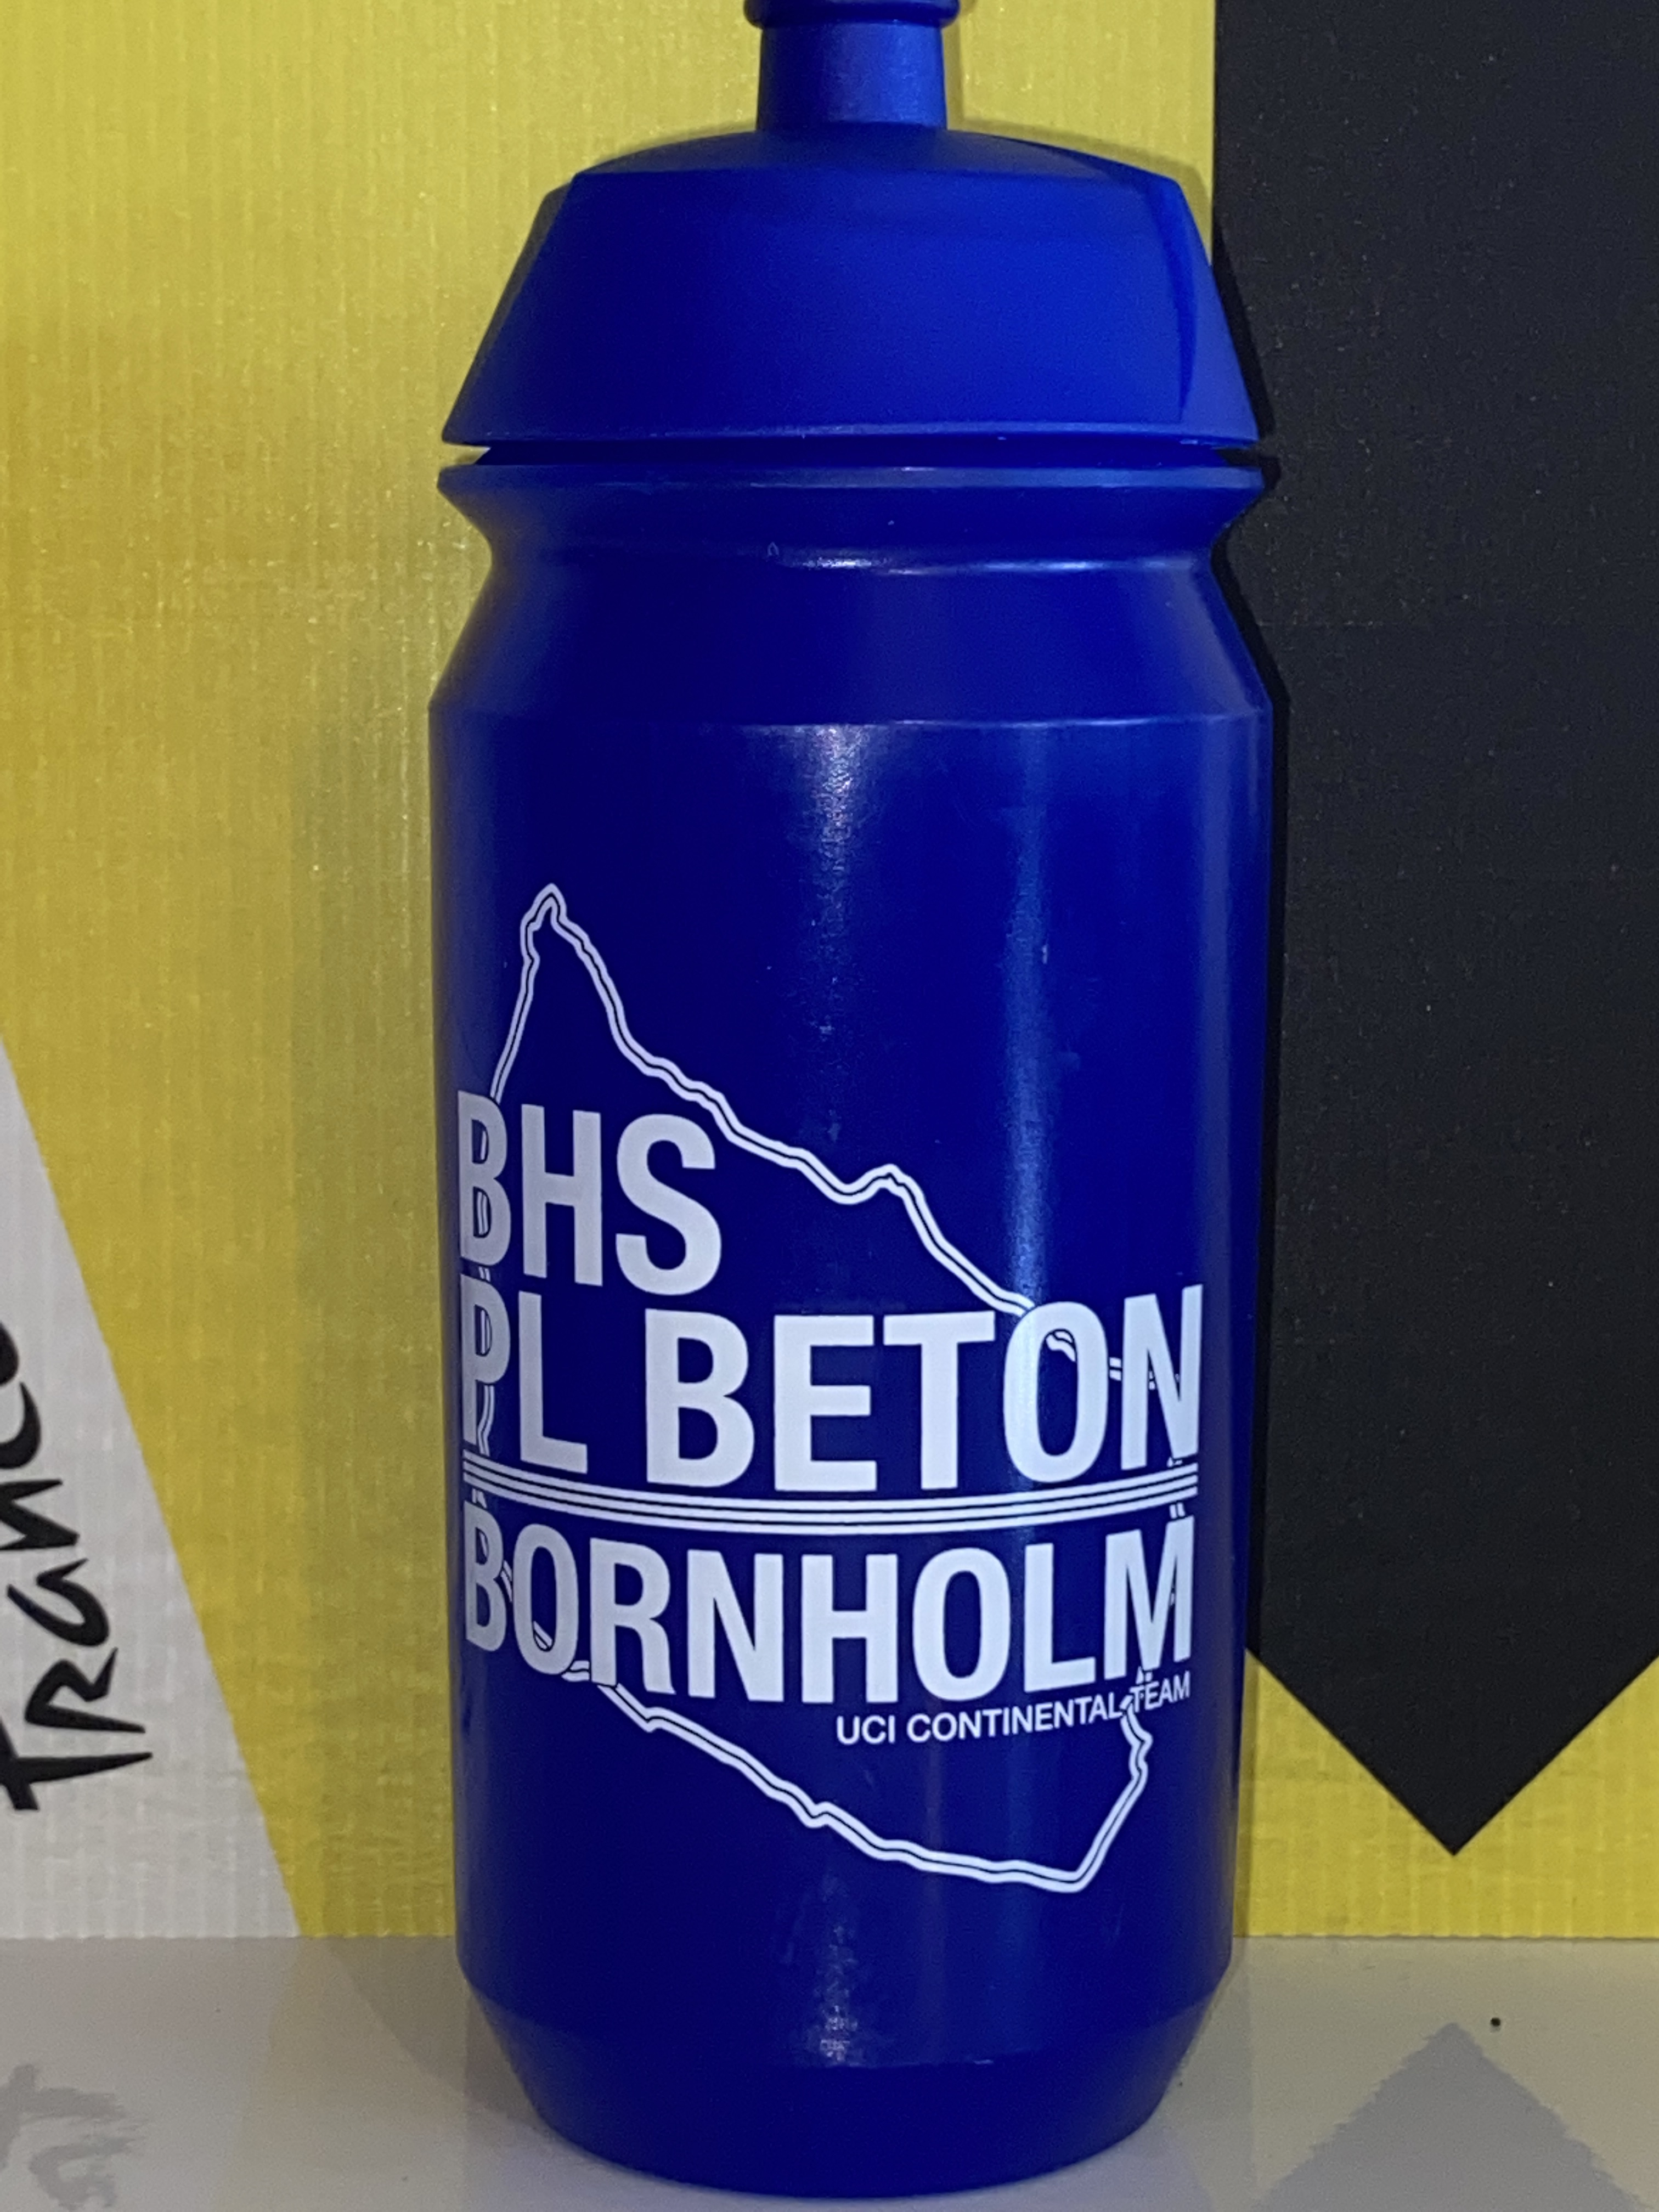 BHS
PL BETON
BORNHOLM
UCI CONTINENTAL TEAM